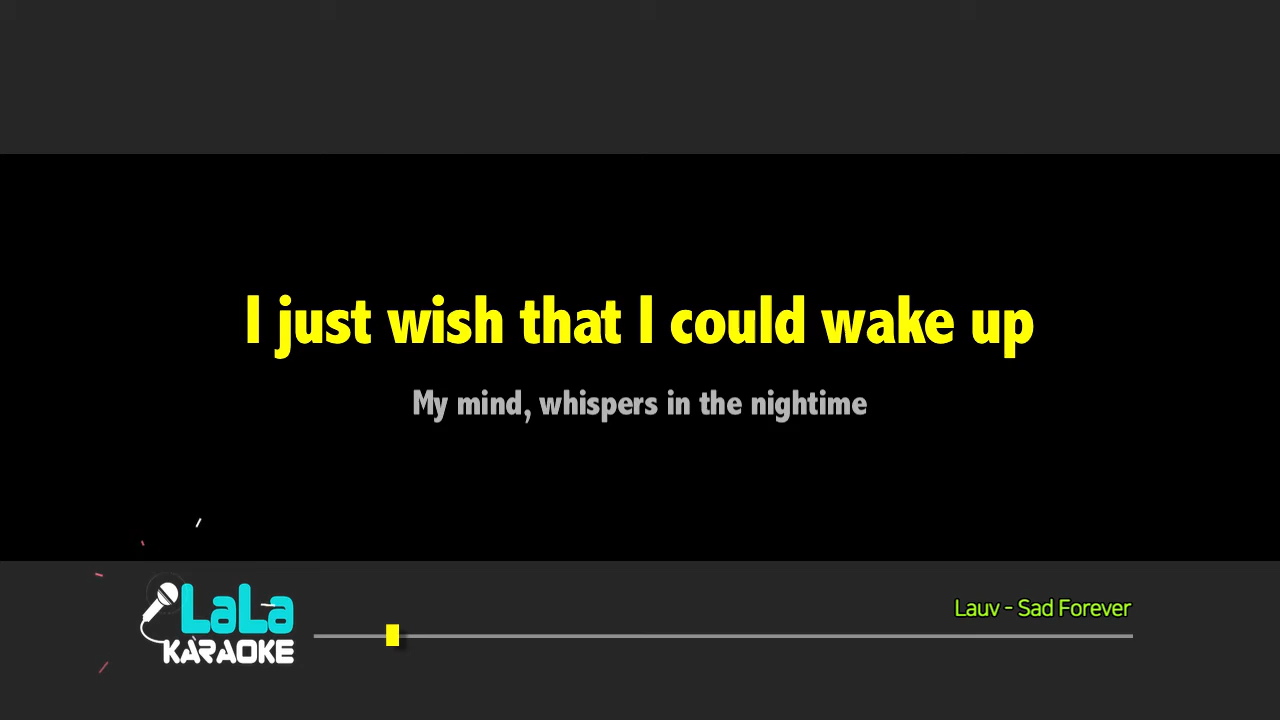 I just wish that I could wake up
My mind, whispers in the nightime
Lauv - Sad Forever
LaLa
KARAOKE